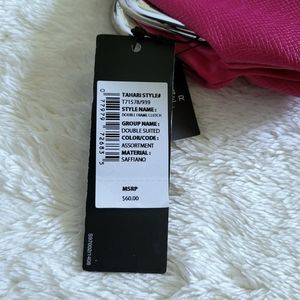 TAHARI STYLE#
T71578/939
STYLE NAME:
DOUBLE FRAME CLUTCH
GROUP NAME:
DOUBLE SUITED
COLOR/CODE:
ASSORTMENT
MATERIAL:
SAFFIANO
MSRP
$60.00